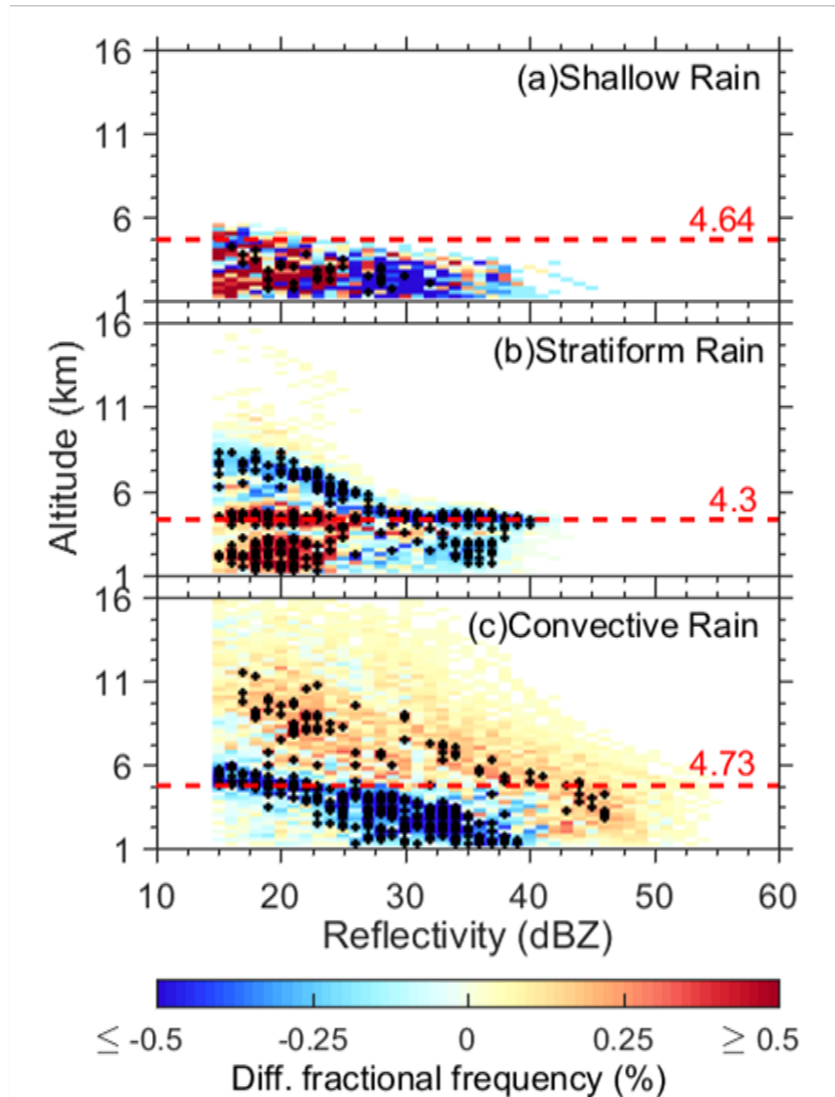 16
(a)Shallow Rain
11
6
4.64
1
16
(b)Stratiform Rain
11
6
4.3
1
16
(c)Convective Rain
11
6
4.73
1
Altitude (km)
10 20 30 40 50 60
Reflectivity (dBZ)
≤ -0.5 -0.25 0 0.25 ≥ 0.5
Diff. fractional frequency (%)